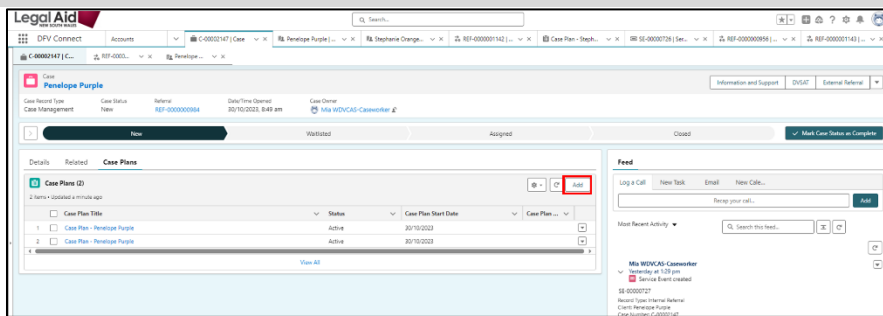 Legal Aid
NEW SOUTH WALES
Search...
DFV Connect Accounts C-00002147 | Case Penelope Purple | ... Stephanie Orange... REF-0000001142 | ... Case Plan - Steph... SE-00000726 | Ser... REF-0000000956 | ... REF-0000001143 | ...
C-00002147 | C... REF-0000... Penelope ...
Case
Penelope Purple
Information and Support DVSAT External Referral
Case Record Type Case Status Referral Date/Time Opened Case Owner
Case Management New REF-0000000984 30/10/2023, 8:49 am Mia WDVCAS-Caseworker
New Waitlisted Assigned Closed Mark Case Status as Complete
Details Related Case Plans
Case Plans (2)
Add
2 items • Updated a minute ago
Case Plan Title Status Case Plan Start Date Case Plan ...
1 Case Plan - Penelope Purple Active 30/10/2023
2 Case Plan - Penelope Purple Active 30/10/2023
View All
Feed
Log a Call New Task Email New Cale...
Recap your call... Add
Most Recent Activity Search this feed...
Mia WDVCAS-Caseworker
Yesterday at 1:29 pm
Service Event created
SE-00000727
Record Type: Internal Referral
Client: Penelope Purple
Case Number: C-00002147